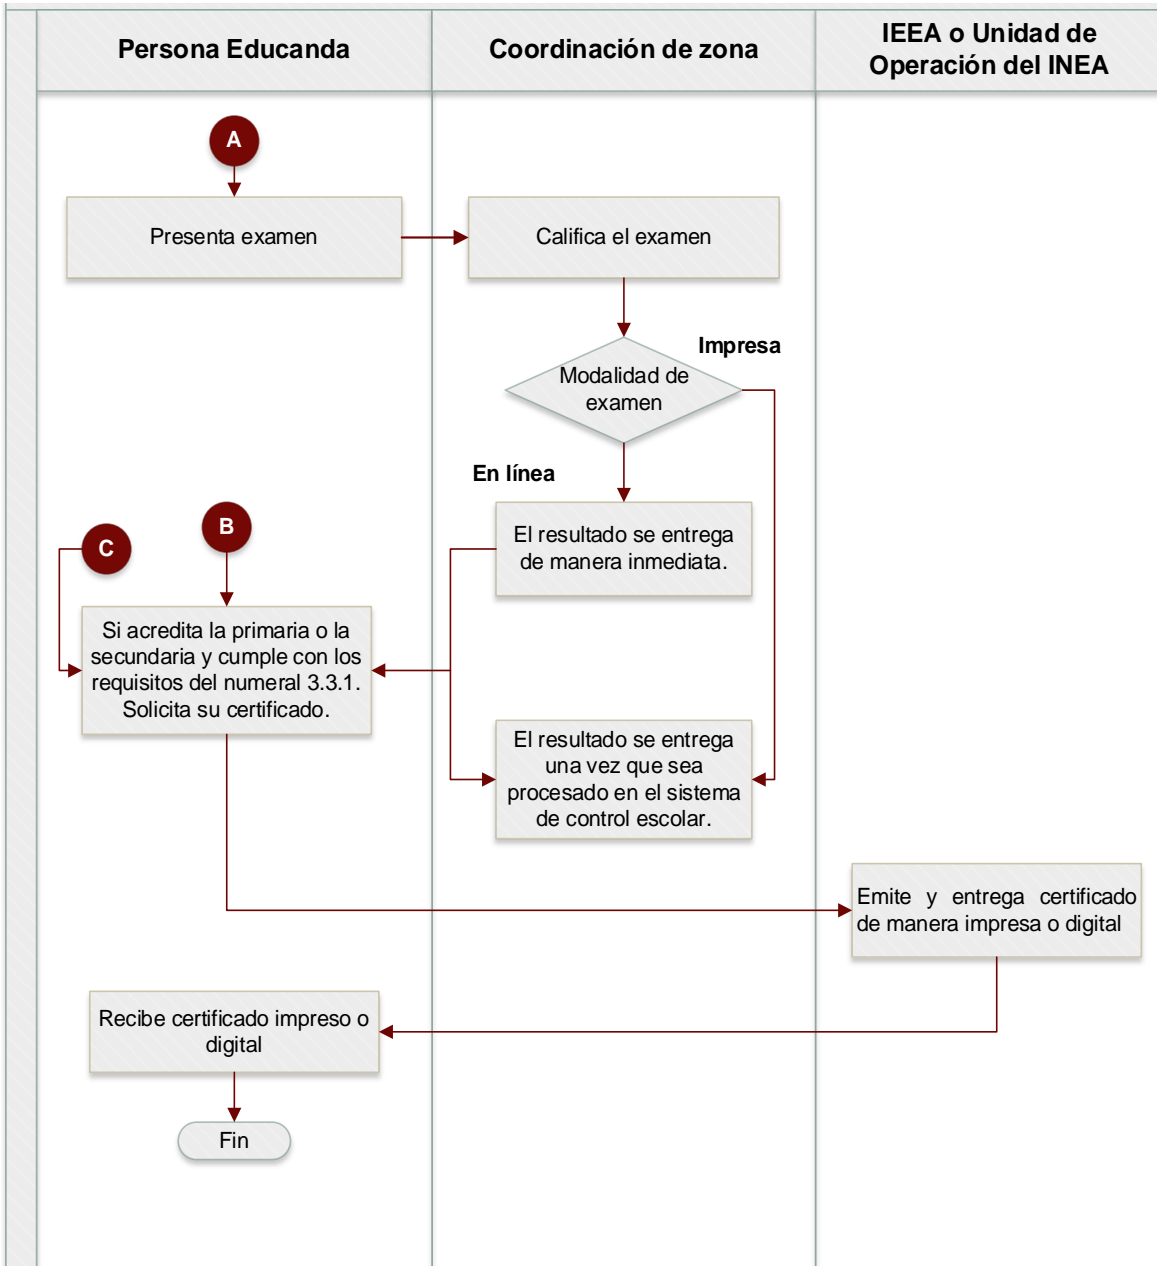 Persona Educanda
Coordinación de zona
IEEA o Unidad de
Operación del INEA
A
Presenta examen
Califica el examen
Impresa
Modalidad de
examen
En línea
El resultado se entrega
de manera inmediata.
B
C
Si acredita la primaria o la
secundaria y cumple con los
requisitos del numeral 3.3.1.
Solicita su certificado.
El resultado se entrega
una vez que sea
procesado en el sistema
de control escolar.
Emite y entrega certificado
de manera impresa o digital
Recibe certificado impreso o
digital
Fin